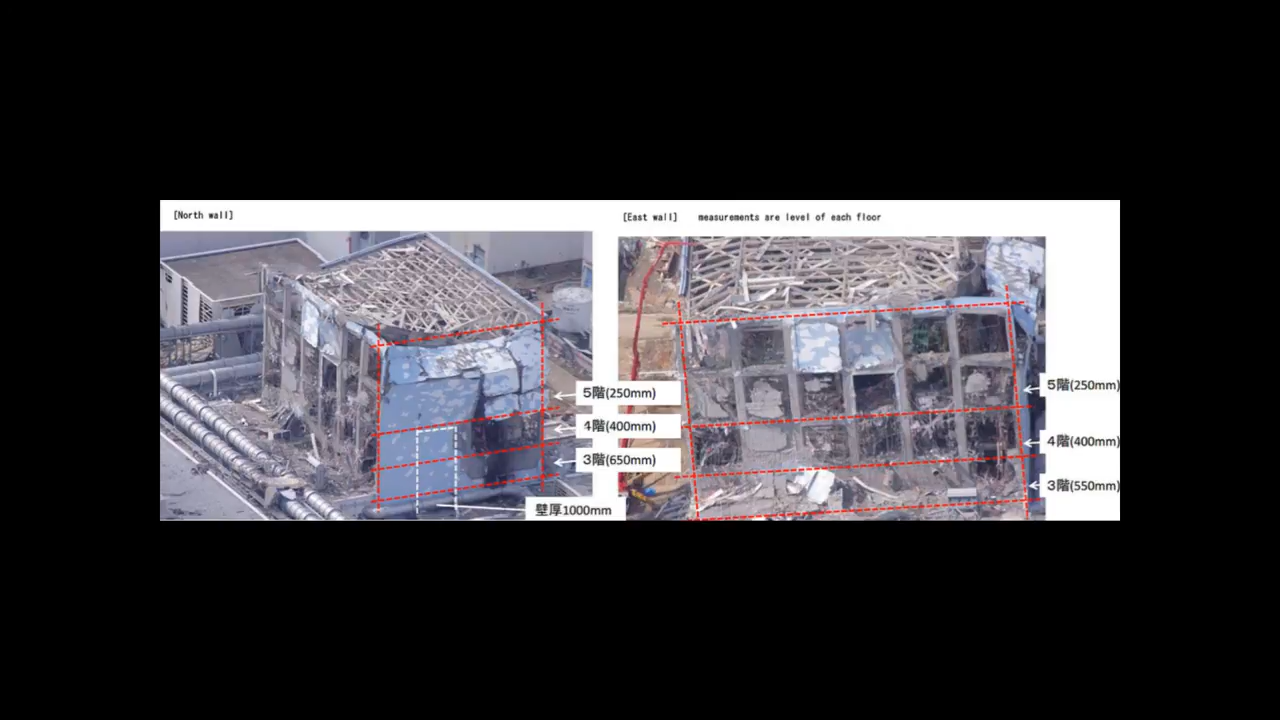 [North wall]
5階(250mm)
4階(400mm)
3階(650mm)
壁厚1000mm
[East wall] measurements are level of each floor
5階(250mm)
4階(400mm)
3階(550mm)